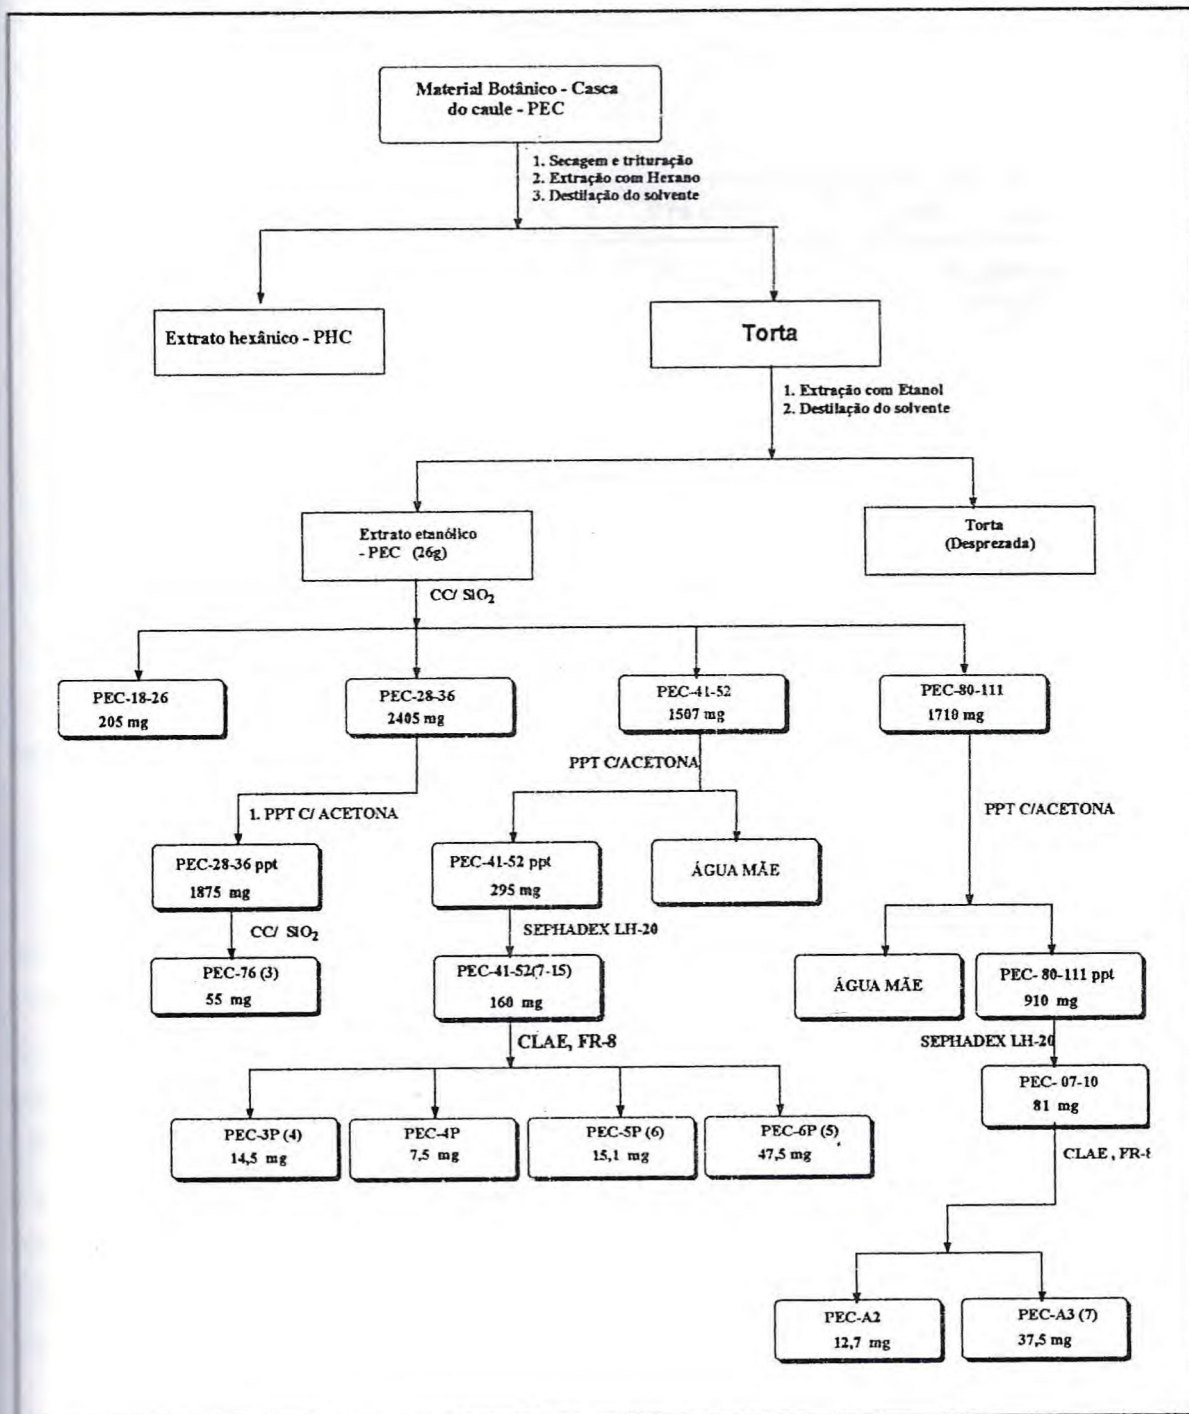 Material Botânico - Casca
do caule - PEC
1. Secagem e trituração
2. Extração com Hexano
3. Destilação do solvente
Extrato hexânico - PHC
Torta
1. Extração com Etanol
2. Destilação do solvente
Extrato etanólico
- PEC (26g)
Torta
(Desprezada)
CC/ SiO₂
PEC-18-26
205 mg
PEC-28-36
2405 mg
PEC-41-52
1507 mg
PEC-80-111
1710 mg
PPT C/ACETONA
1. PPT C/ ACETONA
PPT C/ACETONA
PEC-28-36 ppt
1875 mg
PEC-41-52 ppt
295 mg
ÁGUA MÃE
CC/ SiO₂
SEPHADEX LH-20
PEC-76 (3)
55 mg
PEC-41-52(7-15)
160 mg
ÁGUA MÃE
PEC- 80-111 ppt
910 mg
CLAE, FR-8
SEPHADEX LH-20
PEC- 07-10
81 mg
PEC-3P (4)
14,5 mg
PEC-4P
7,5 mg
PEC-5P (6)
15,1 mg
PEC-6P (5)
47,5 mg
CLAE , FR-8
PEC-A2
12,7 mg
PEC-A3 (7)
37,5 mg